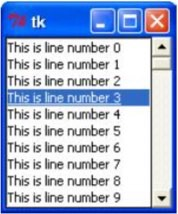 tk
This is line number 0
This is line number 1
This is line number 2
This is line number 3
This is line number 4
This is line number 5
This is line number 6
This is line number 7
This is line number 8
This is line number 9